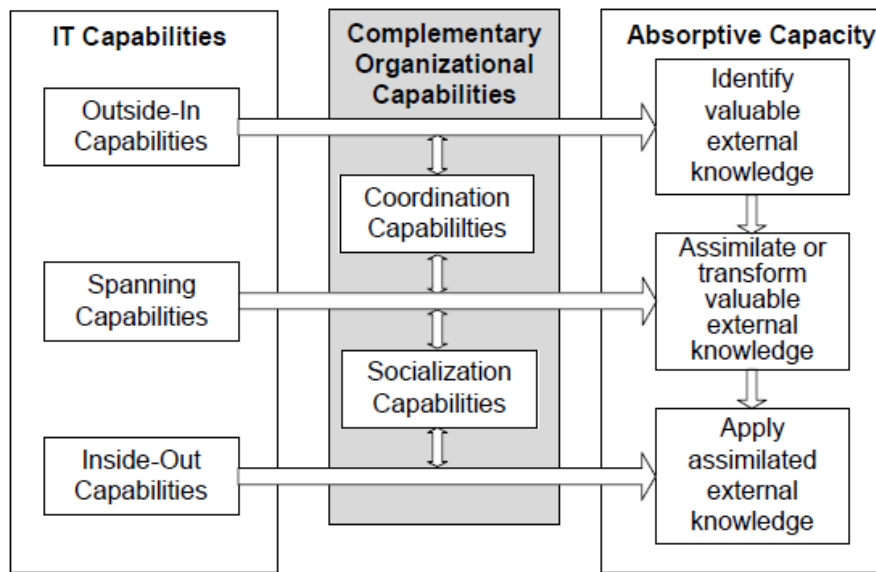 IT Capabilities
Outside-In
Capabilities
Spanning
Capabilities
Inside-Out
Capabilities
Complementary
Organizational
Capabilities
Coordination
Capabililties
Socialization
Capabilities
Absorptive Capacity
Identify
valuable
external
knowledge
Assimilate or
transform
valuable
external
knowledge
Apply
assimilated
external
knowledge